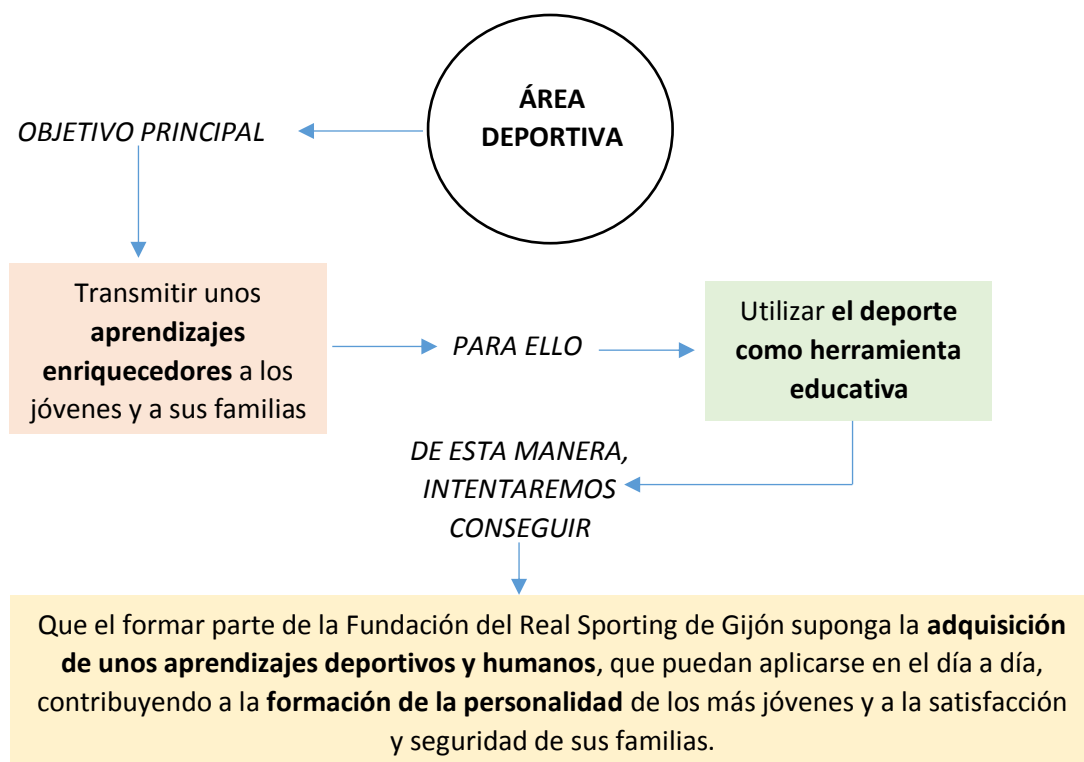 ÁREA
DEPORTIVA
OBJETIVO PRINCIPAL
Transmitir unos
aprendizajes
enriquecedores a los
jóvenes y a sus familias
PARA ELLO
Utilizar el deporte
como herramienta
educativa
DE ESTA MANERA,
INTENTAREMOS
CONSEGUIR
Que el formar parte de la Fundación del Real Sporting de Gijón suponga la adquisición
de unos aprendizajes deportivos y humanos, que puedan aplicarse en el día a día,
contribuyendo a la formación de la personalidad de los más jóvenes y a la satisfacción
y seguridad de sus familias.